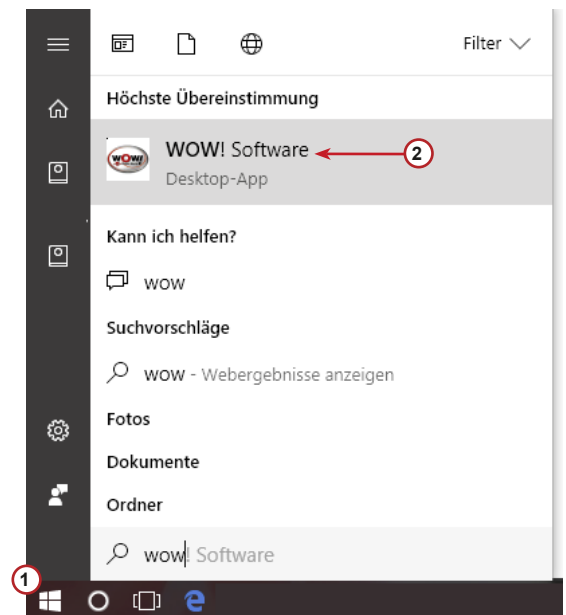 Filter
Höchste Übereinstimmung
WOW!
WOW! Software
2
Desktop-App
Kann ich helfen?
wow
Suchvorschläge
wow - Webergebnisse anzeigen
Fotos
Dokumente
Ordner
wow! Software
1